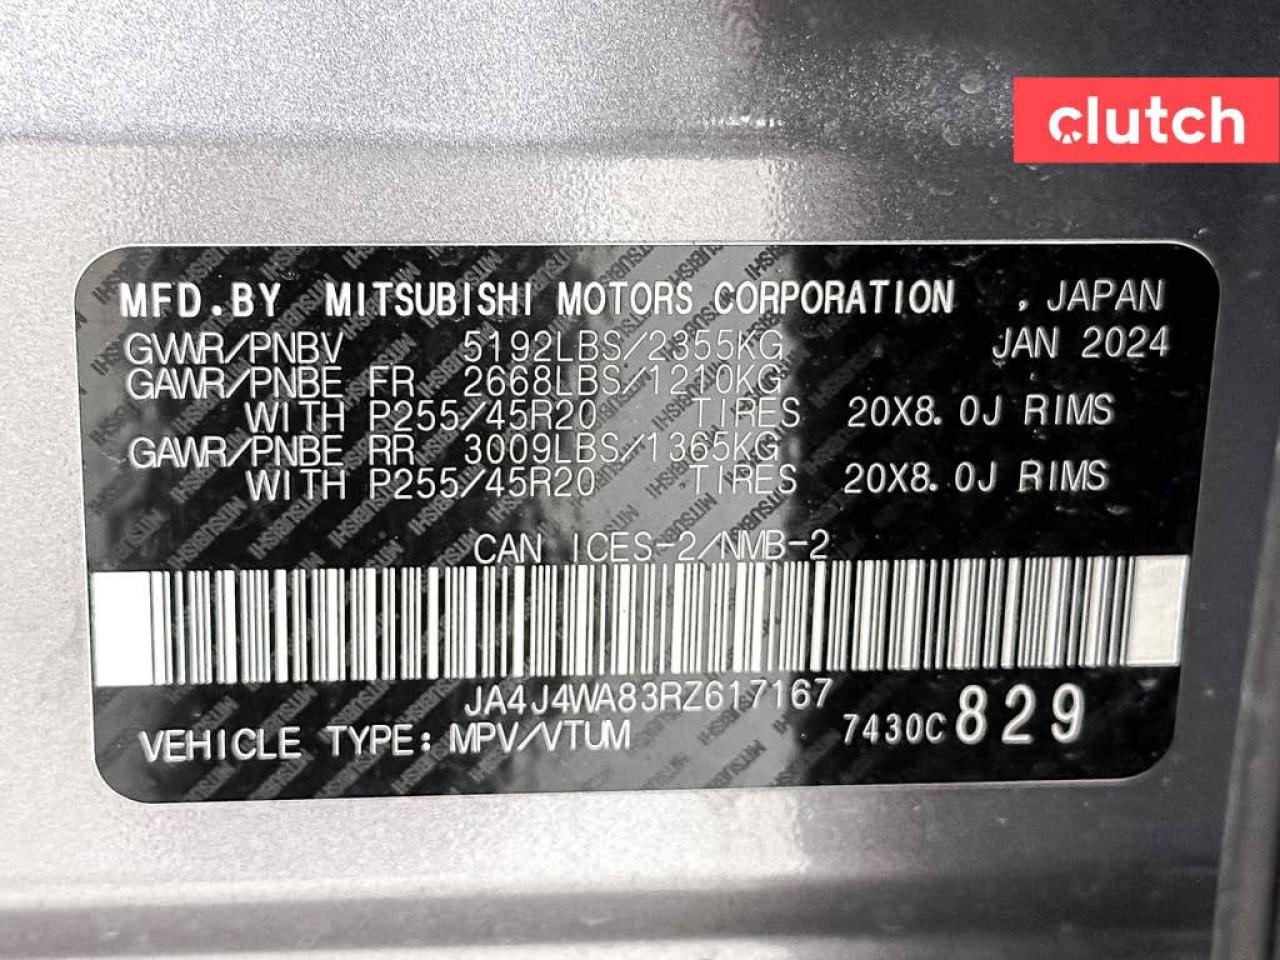 clutch
MFD.BY MITSUBISHI MOTORS CORPORATION , JAPAN
GVWR/PNBV 5192LBS/2355KG JAN 2024
GAWR/PNBE FR 2668LBS/1210KG
WITH P255/45R20 TIRES 20X8.0J RIMS
GAWR/PNBE RR 3009LBS/1365KG
WITH P255/45R20 TIRES 20X8.0J RIMS
CAN ICES-2/NMB-2
JA4J4WA83RZ617167
VEHICLE TYPE: MPV/VTUM 7430C 829